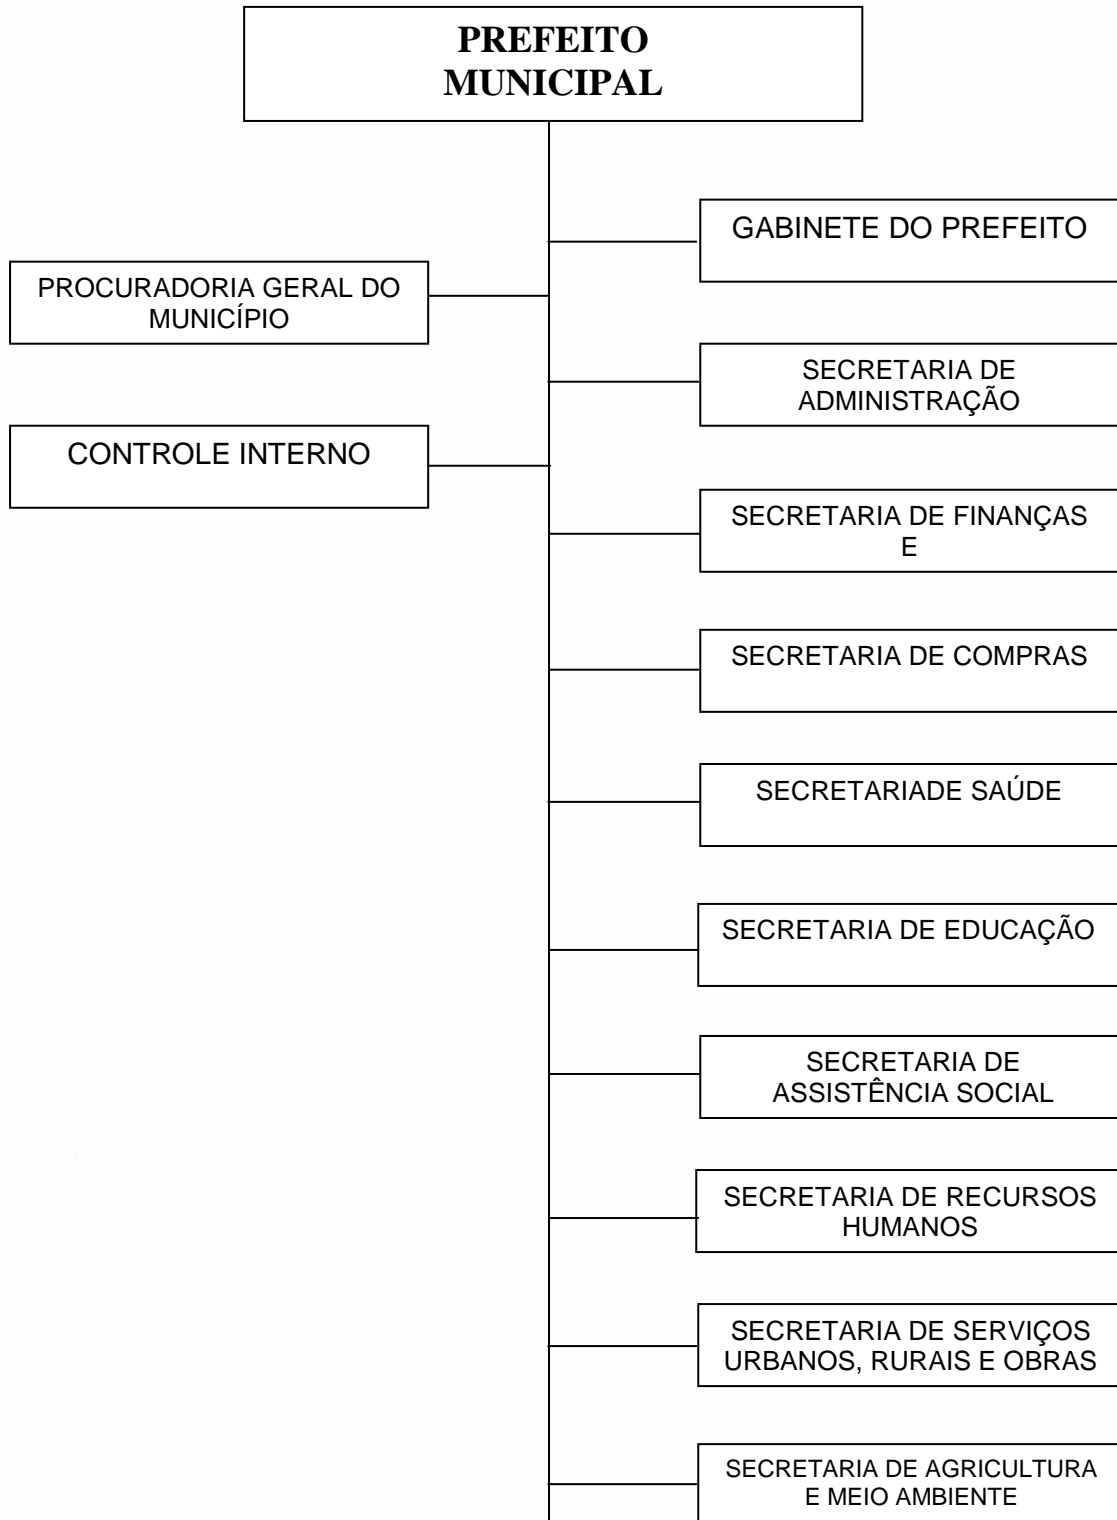 PREFEITO
MUNICIPAL
GABINETE DO PREFEITO
PROCURADORIA GERAL DO
MUNICÍPIO
SECRETARIA DE
ADMINISTRAÇÃO
CONTROLE INTERNO
SECRETARIA DE FINANÇAS
E
SECRETARIA DE COMPRAS
SECRETARIADE SAÚDE
SECRETARIA DE EDUCAÇÃO
SECRETARIA DE
ASSISTÊNCIA SOCIAL
SECRETARIA DE RECURSOS
HUMANOS
SECRETARIA DE SERVIÇOS
URBANOS, RURAIS E OBRAS
SECRETARIA DE AGRICULTURA
E MEIO AMBIENTE